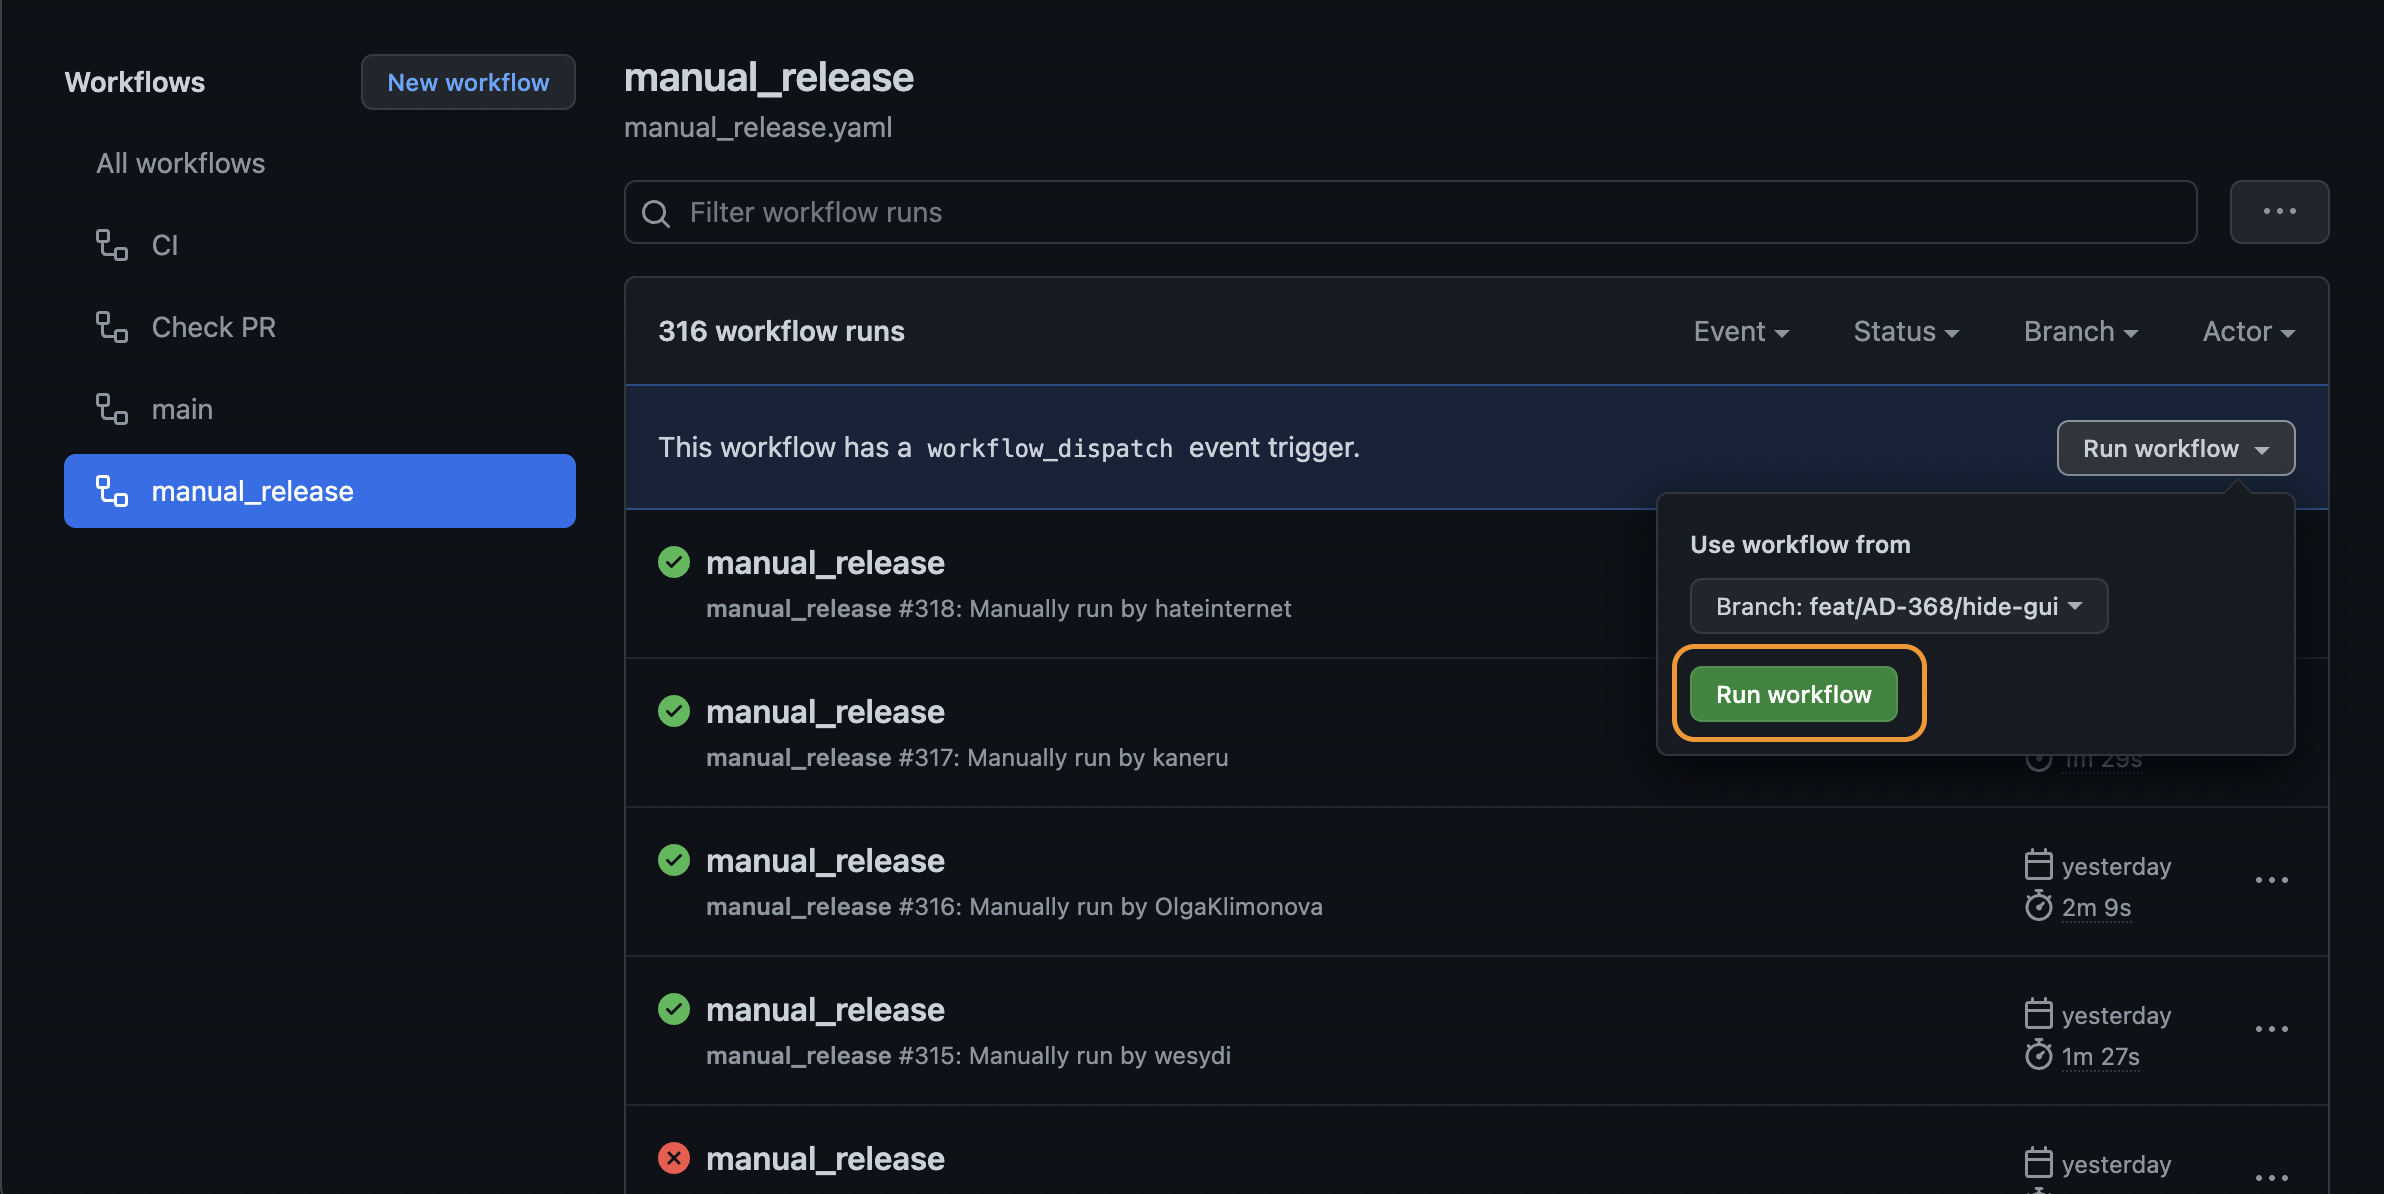 Workflows
New workflow
All workflows
CI
Check PR
main
manual_release
manual_release
manual_release.yaml
Filter workflow runs
316 workflow runs
Event
Status
Branch
Actor
This workflow has a workflow_dispatch event trigger.
Run workflow
Use workflow from
Branch: feat/AD-368/hide-gui
Run workflow
manual_release
manual_release #318: Manually run by hateinternet
manual_release
manual_release #317: Manually run by kaneru
1m 29s
manual_release
manual_release #316: Manually run by OlgaKlimonova
yesterday
2m 9s
manual_release
manual_release #315: Manually run by wesydi
yesterday
1m 27s
manual_release
yesterday